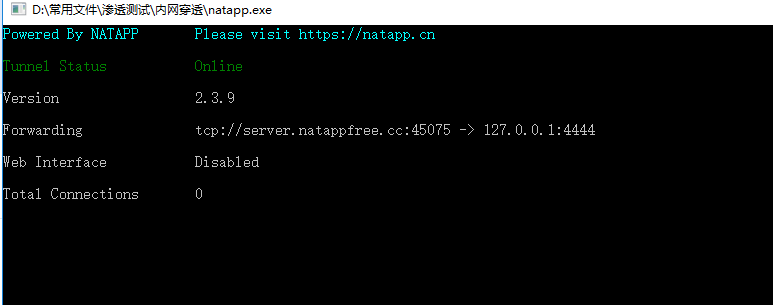 D:\常用文件\渗透测试\内网穿透\natapp.exe
Powered By NATAPP Please visit https://natapp.cn
Tunnel Status Online
Version 2.3.9
Forwarding tcp://server.natappfree.cc:45075 -> 127.0.0.1:4444
Web Interface Disabled
Total Connections 0